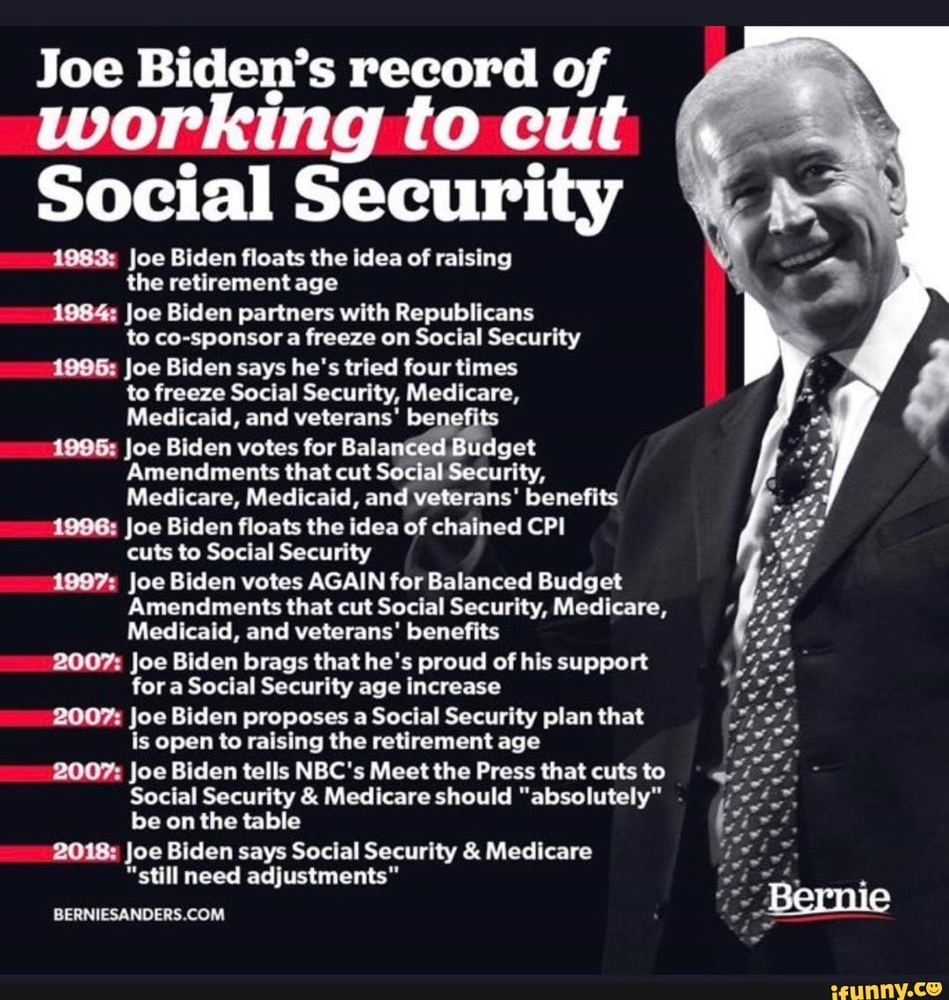 Joe Biden's record of
working to cut
Social Security
1983: Joe Biden floats the idea of raising
the retirement age
1984: Joe Biden partners with Republicans
to co-sponsor a freeze on Social Security
1995: Joe Biden says he's tried four times
to freeze Social Security, Medicare,
Medicaid, and veterans' benefits
1995: Joe Biden votes for Balanced Budget
Amendments that cut Social Security,
Medicare, Medicaid, and veterans' benefits
1996: Joe Biden floats the idea of chained CPI
cuts to Social Security
1997: Joe Biden votes AGAIN for Balanced Budget
Amendments that cut Social Security, Medicare,
Medicaid, and veterans' benefits
2007: Joe Biden brags that he's proud of his support
for a Social Security age increase
2007: Joe Biden proposes a Social Security plan that
is open to raising the retirement age
2007: Joe Biden tells NBC's Meet the Press that cuts to
Social Security & Medicare should "absolutely"
be on the table
2018: Joe Biden says Social Security & Medicare
"still need adjustments"
Bernie
BERNIESANDERS.COM
ifunny.co